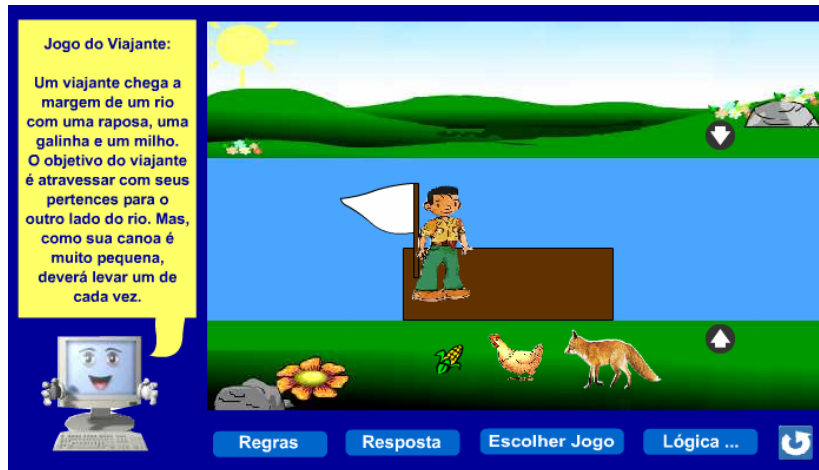 Jogo do Viajante:
Um viajante chega a
margem de um rio
com uma raposa, uma
galinha e um milho.
O objetivo do viajante
é atravessar com seus
pertences para o
outro lado do rio. Mas,
como sua canoa é
muito pequena,
deverá levar um de
cada vez.
Regras
Resposta
Escolher Jogo
Lógica ...